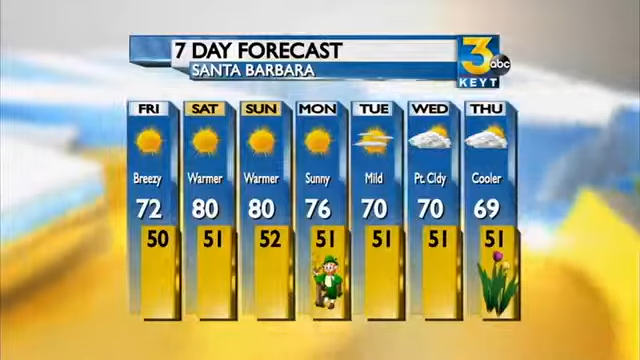 7 DAY FORECAST
SANTA BARBARA
3 abc
KEYT
FRI SAT SUN MON TUE WED THU
Breezy Warmer Warmer Sunny Mild Pt. Cldy Cooler
72 80 80 76 70 70 69
50 51 52 51 51 51 51